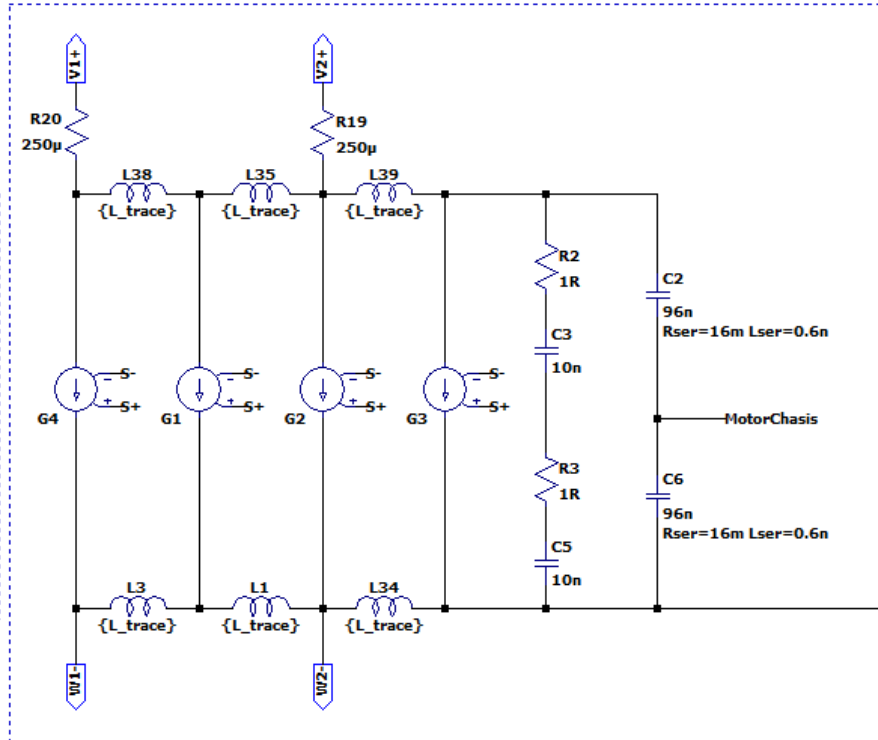 V1+
V2+
R20
250µ
R19
250µ
L38
{L_trace}
L35
{L_trace}
L39
{L_trace}
R2
1R
C2
96n
Rser=16m Lser=0.6n
C3
10n
S-
S+
G4
S-
S+
G1
S-
S+
G2
S-
S+
G3
MotorChasis
R3
1R
C6
96n
Rser=16m Lser=0.6n
C5
10n
L3
{L_trace}
L1
{L_trace}
L34
{L_trace}
W1-
W2-